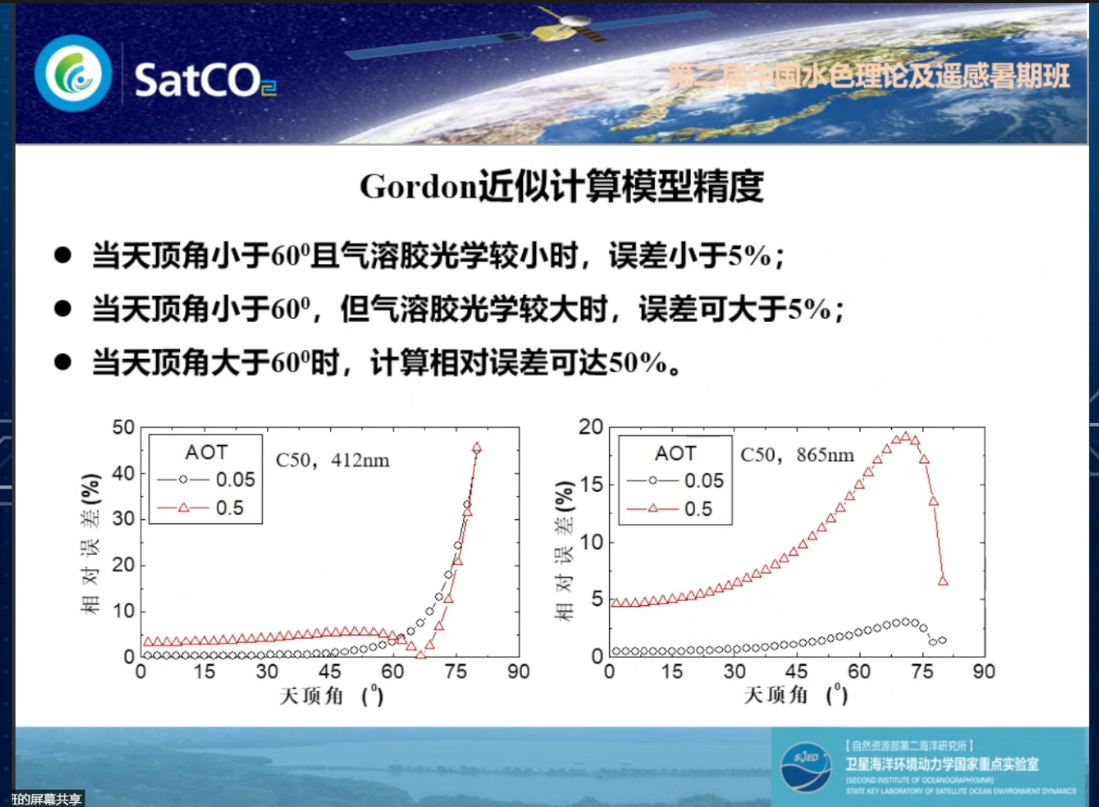 SatCO2
第二届中国水色理论及遥感暑期班
Gordon近似计算模型精度
● 当天顶角小于60⁰且气溶胶光学较小时，误差小于5%；
● 当天顶角小于60⁰，但气溶胶光学较大时，误差可大于5%；
● 当天顶角大于60⁰时，计算相对误差可达50%。
50
40
30
20
10
0
相对误差(%)
AOT
0.05
0.5
C50，412nm
0 15 30 45 60 75 90
天顶角 (⁰)
20
15
10
5
0
相对误差(%)
AOT
0.05
0.5
C50，865nm
0 15 30 45 60 75 90
天顶角 (⁰)
SOED
【自然资源部第二海洋研究所】
卫星海洋环境动力学国家重点实验室
[SECOND INSTITUTE OF OCEANOGRAPHY,MNR]
STATE KEY LABORATORY OF SATELLITE OCEAN ENVIRONMENT DYNAMICS
的屏幕共享